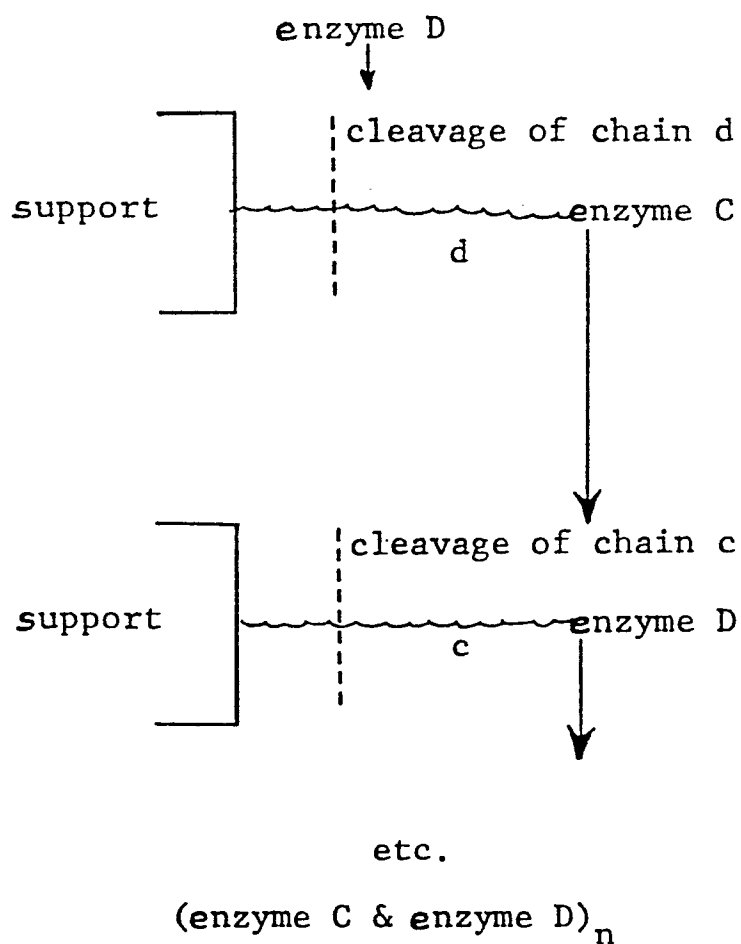 enzyme D
cleavage of chain d
support
enzyme C
d
cleavage of chain c
support
enzyme D
c
etc.
(enzyme C & enzyme D)n